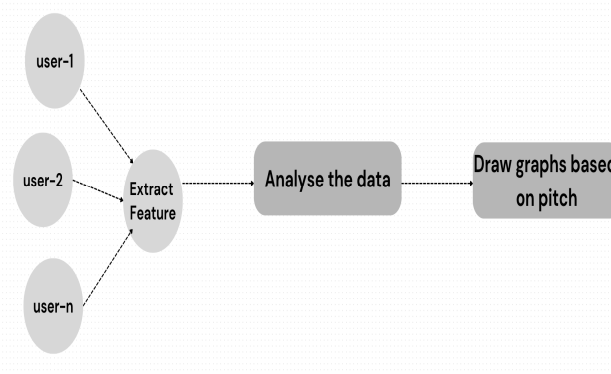 user-1
user-2
user-n
Extract
Feature
Analyse the data
Draw graphs based
on pitch